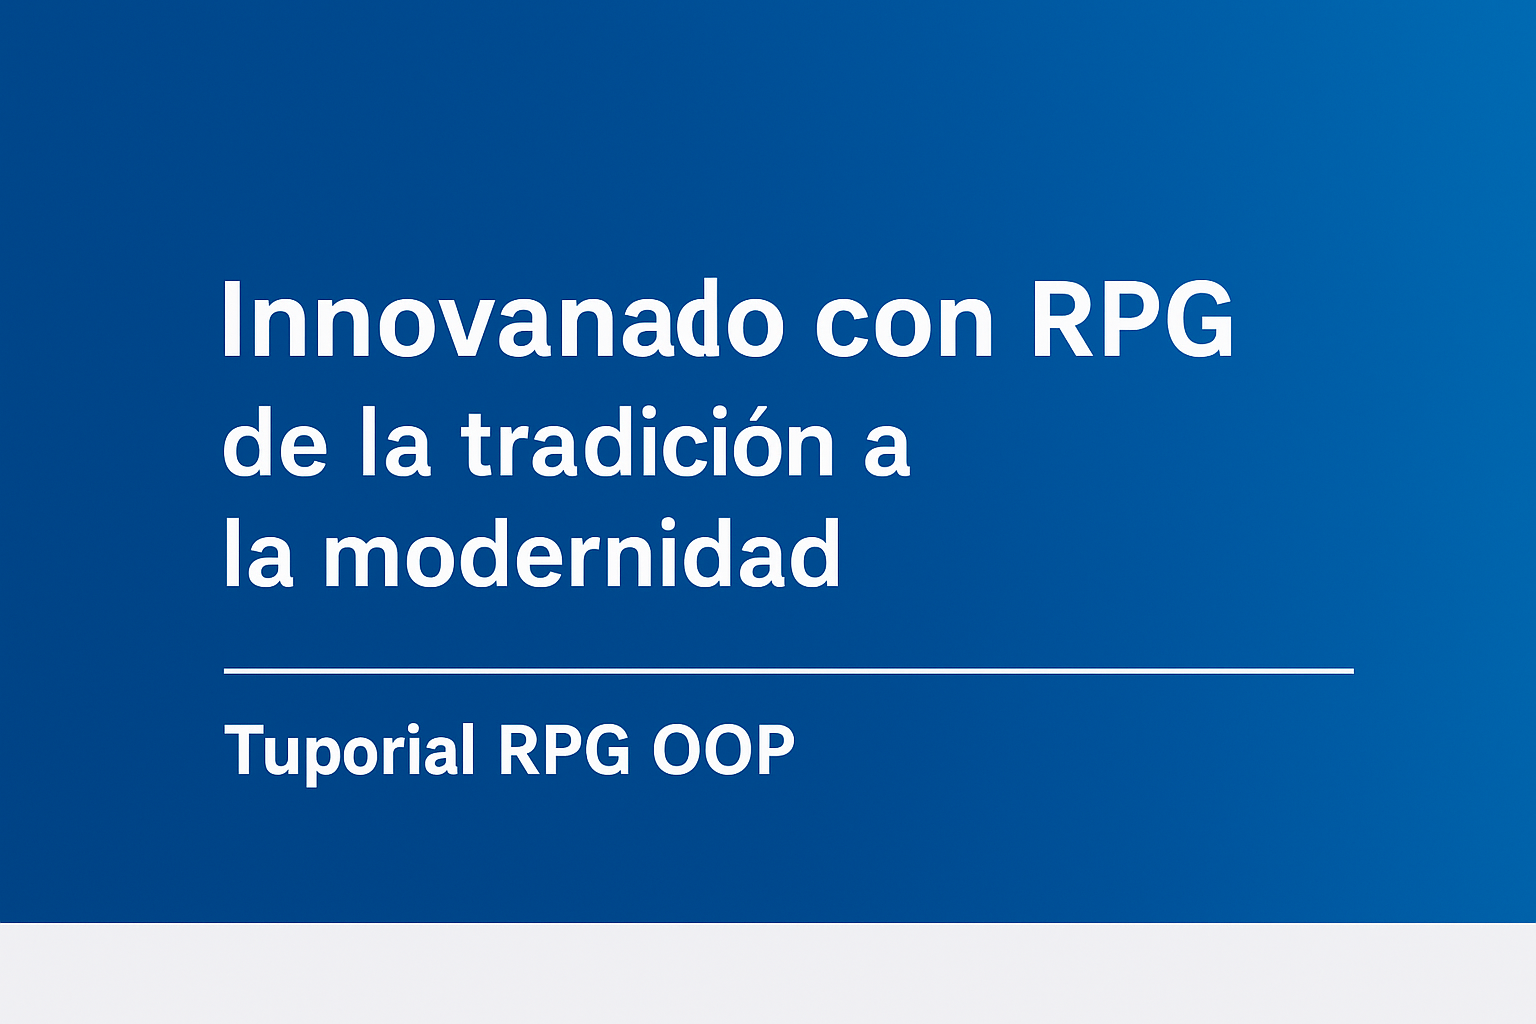 Innovanado con RPG
de la tradición a
la modernidad
Tuporial RPG OOP